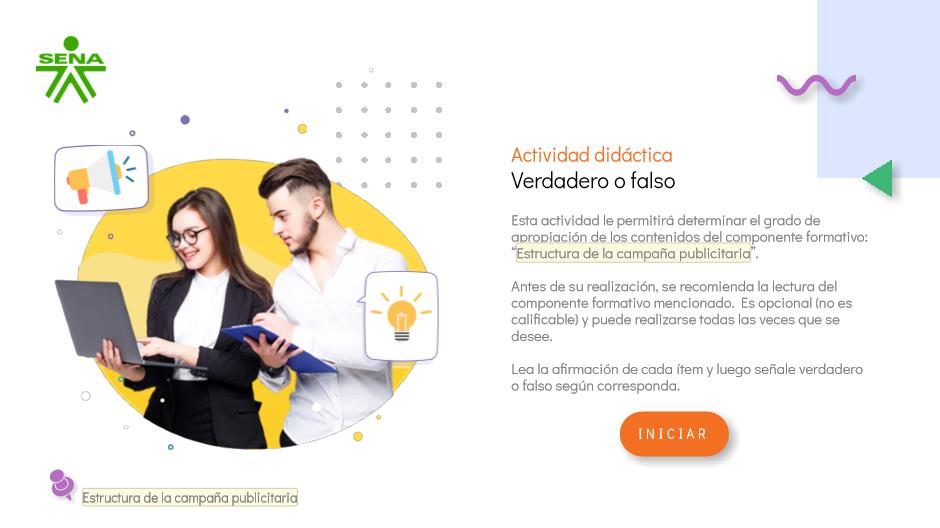 SENA
Actividad didáctica
Verdadero o falso
Esta actividad le permitirá determinar el grado de
apropiación de los contenidos del componente formativo:
“Estructura de la campaña publicitaria”.
Antes de su realización, se recomienda la lectura del
componente formativo mencionado. Es opcional (no es
calificable) y puede realizarse todas las veces que se
desee.
Lea la afirmación de cada ítem y luego señale verdadero
o falso según corresponda.
INICIAR
Estructura de la campaña publicitaria